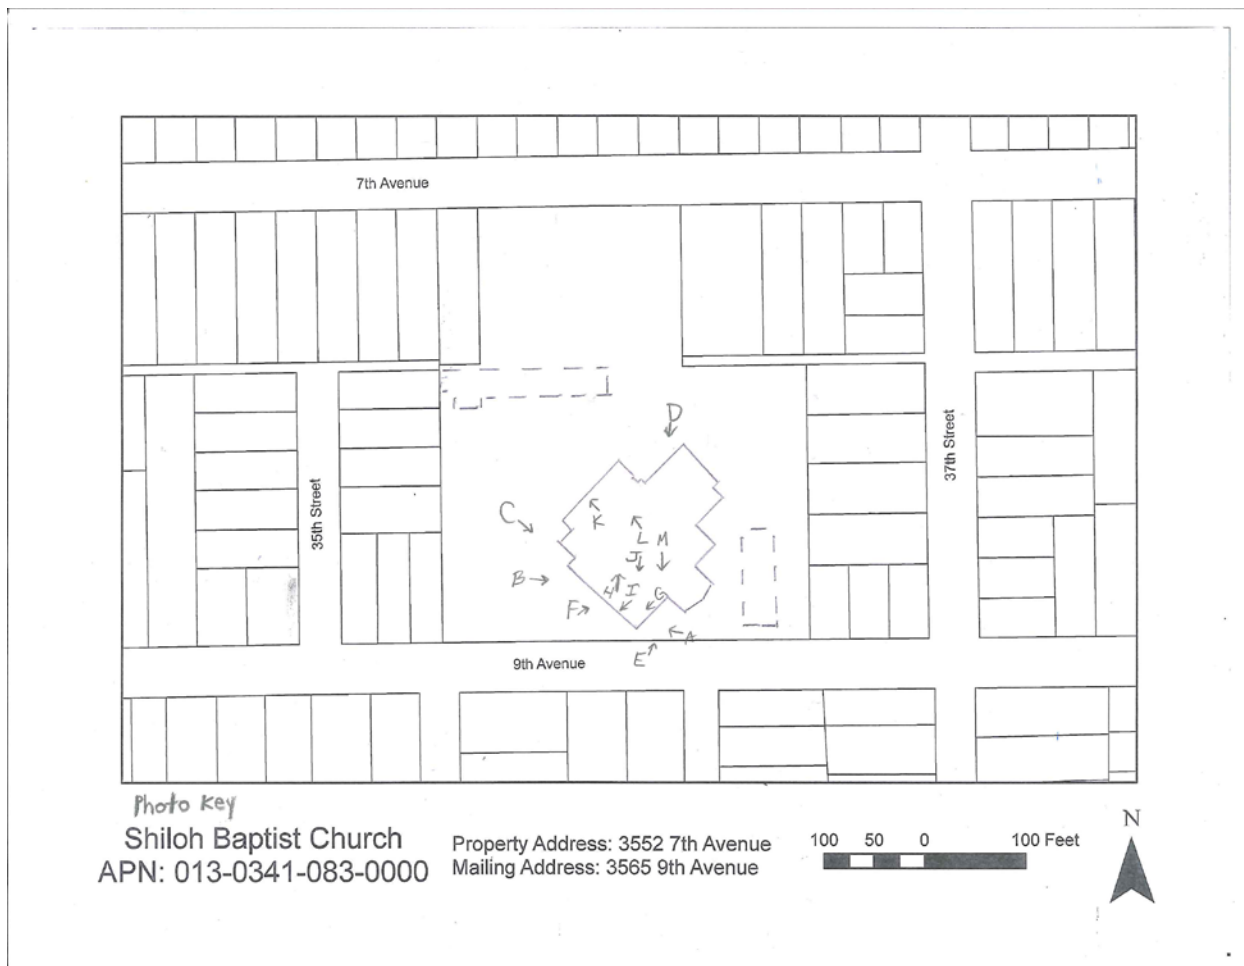 7th Avenue
D
37th Street
35th Street
C
K
L M
J
B
H I G
F
A
E
9th Avenue
Photo Key
Shiloh Baptist Church
APN: 013-0341-083-0000
Property Address: 3552 7th Avenue
Mailing Address: 3565 9th Avenue
100 50 0 100 Feet
N